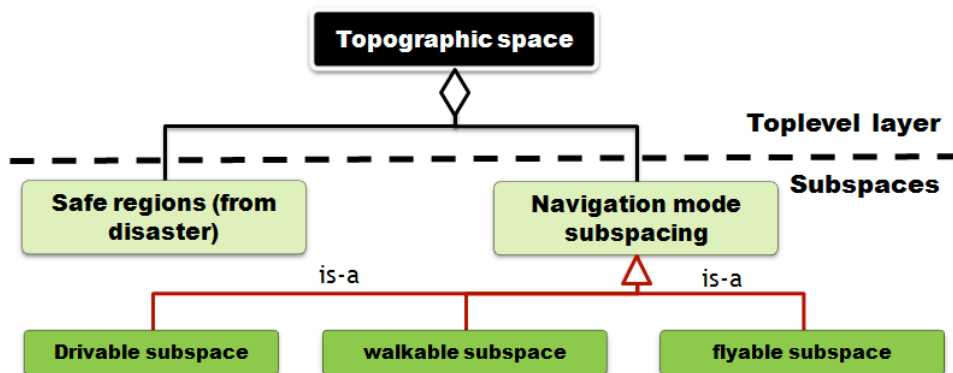 Topographic space
Toplevel layer
Subspaces
Safe regions (from
disaster)
Navigation mode
subspacing
is-a
is-a
Drivable subspace
walkable subspace
flyable subspace